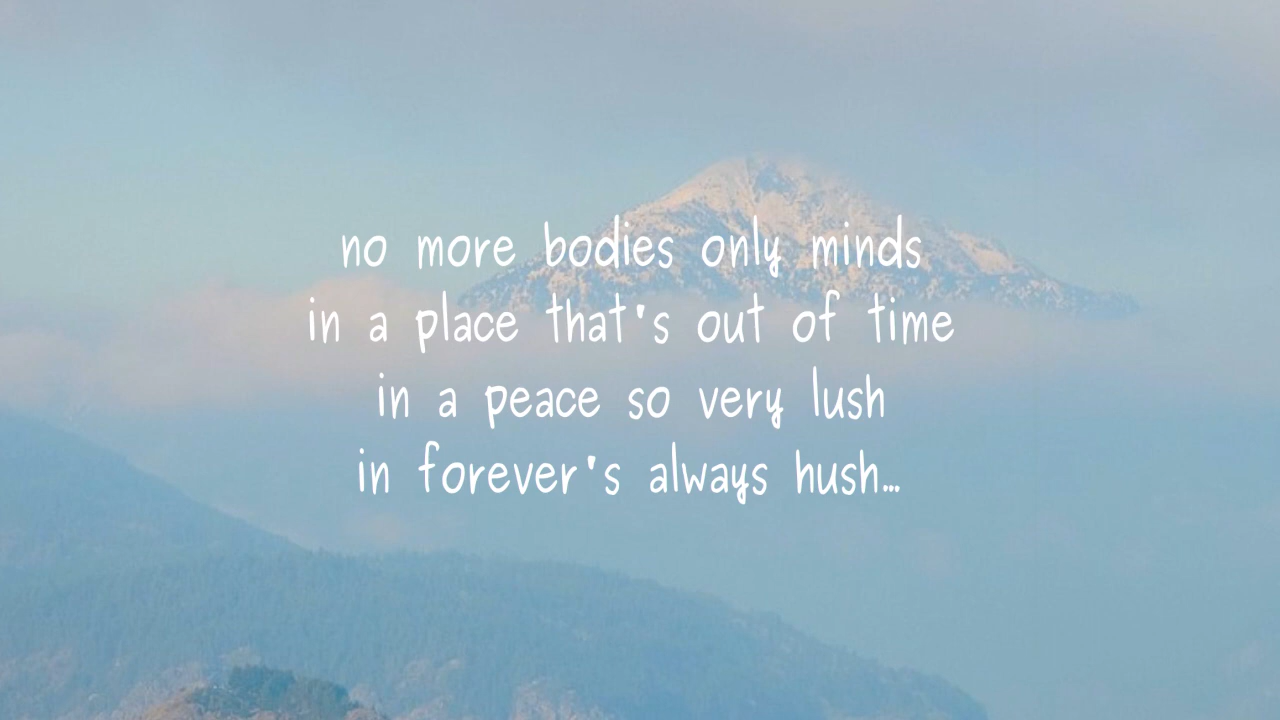 no more bodies only minds
in a place that's out of time
in a peace so very lush
in forever's always hush...